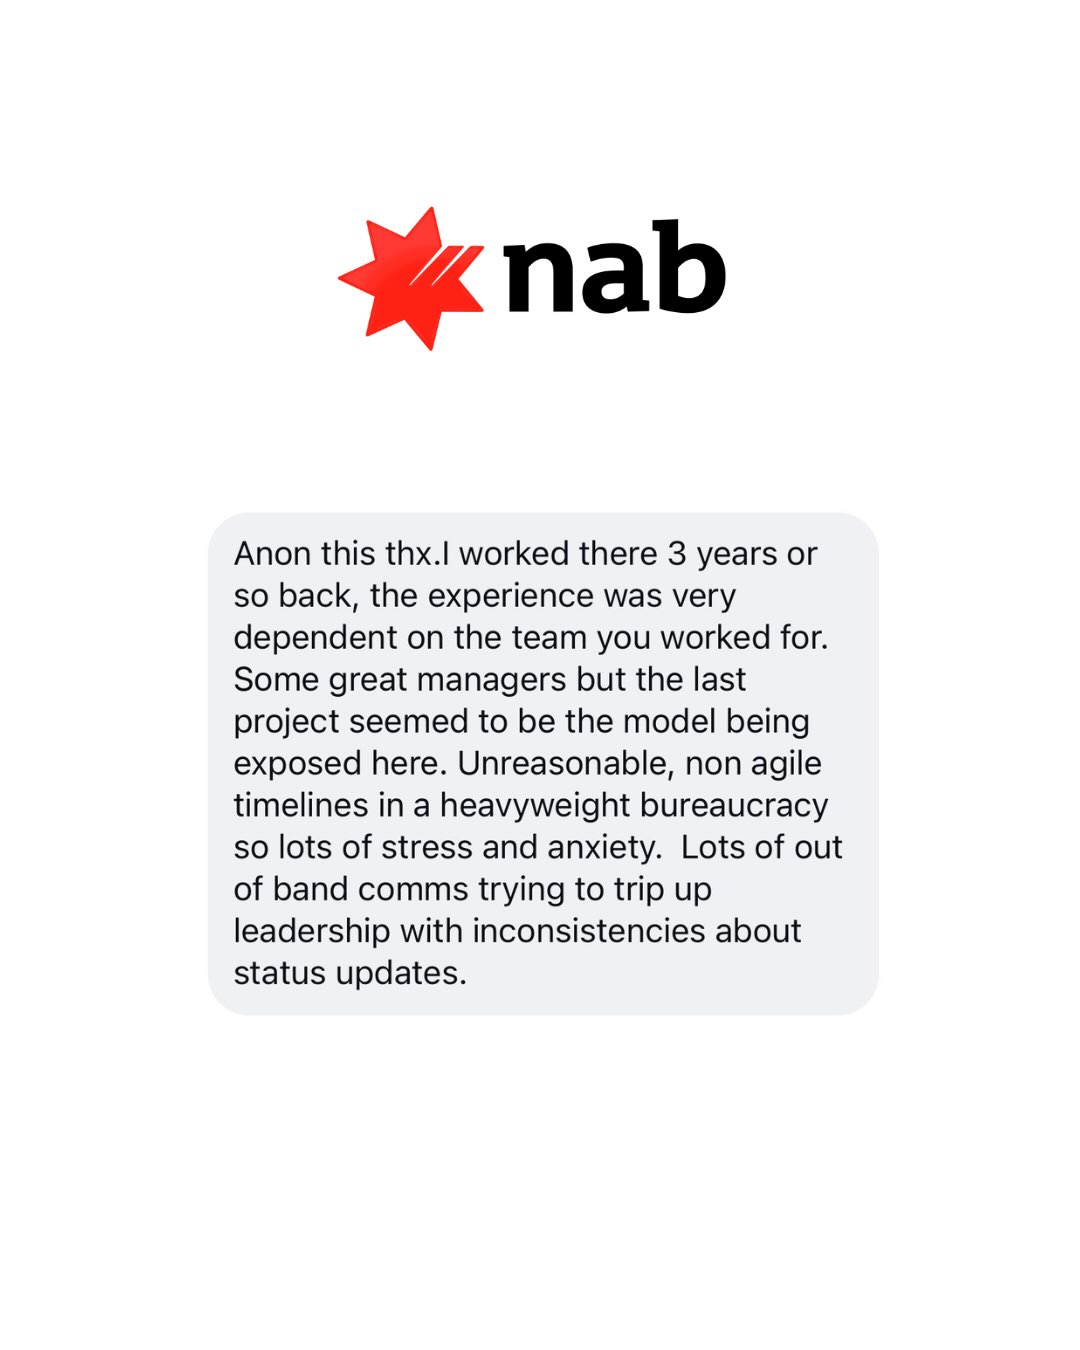 nab
Anon this thx.I worked there 3 years or
so back, the experience was very
dependent on the team you worked for.
Some great managers but the last
project seemed to be the model being
exposed here. Unreasonable, non agile
timelines in a heavyweight bureaucracy
so lots of stress and anxiety.  Lots of out
of band comms trying to trip up
leadership with inconsistencies about
status updates.